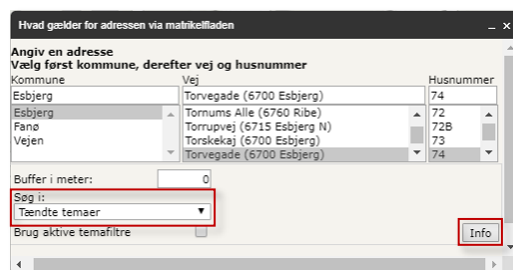 Hvad gælder for adressen via matrikelfladen
Angiv en adresse
Vælg først kommune, derefter vej og husnummer
Kommune Vej Husnummer
Esbjerg Torvegade (6700 Esbjerg) 74
Esbjerg Tornums Alle (6760 Ribe) 72
Fanø Torrupvej (6715 Esbjerg N) 72B
Vejen Torskekaj (6700 Esbjerg) 73
Torvegade (6700 Esbjerg) 74
Buffer i meter: 0
Søg i:
Tændte temaer
Brug aktive temafiltre Info